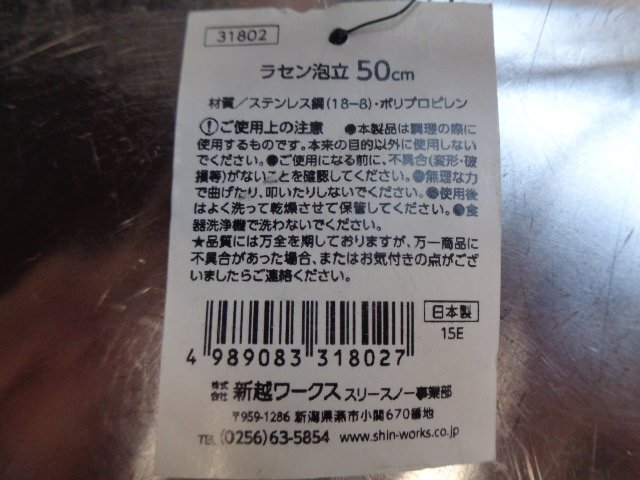 31802
ラセン泡立 50cm
材質／ステンレス鋼(18-8)・ポリプロピレン
ご使用上の注意 ●本製品は調理の際に
使用するものです。本来の目的以外に使用しない
でください。●ご使用になる前に、不具合(変形・破
損等)がないことを確認してください。●無理な力
で曲げたり、叩いたりしないでください。●使用後
はよく洗って乾燥させて保管してください。●食
器洗浄機で洗わないでください。
★品質には万全を期しておりますが、万一商品に
不具合があった場合、またはお気付きの点がござ
いましたらご連絡ください。
日本製
15E
4 989083 318027
株式会社 新越ワークス スリースノー事業部
〒959-1286 新潟県燕市小関670番地
TEL (0256)63-5854 www.shin-works.co.jp